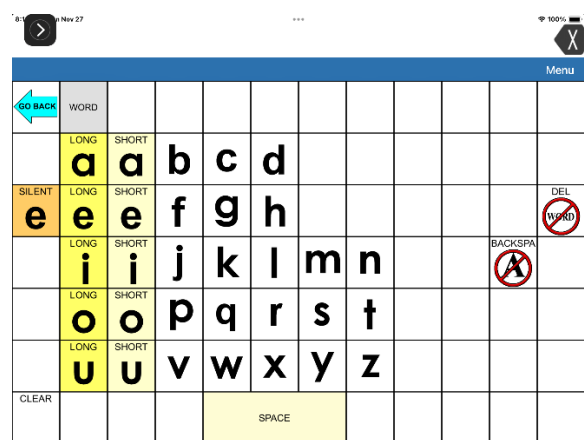 Nov 27
100%
Menu
GO BACK WORD
LONG SHORT
a a b c d
SILENT LONG SHORT DEL
e e e f g h WORD
LONG SHORT BACKSPA
i i j k l m n A
LONG SHORT
o o p q r s t
LONG SHORT
u u v w x y z
CLEAR SPACE